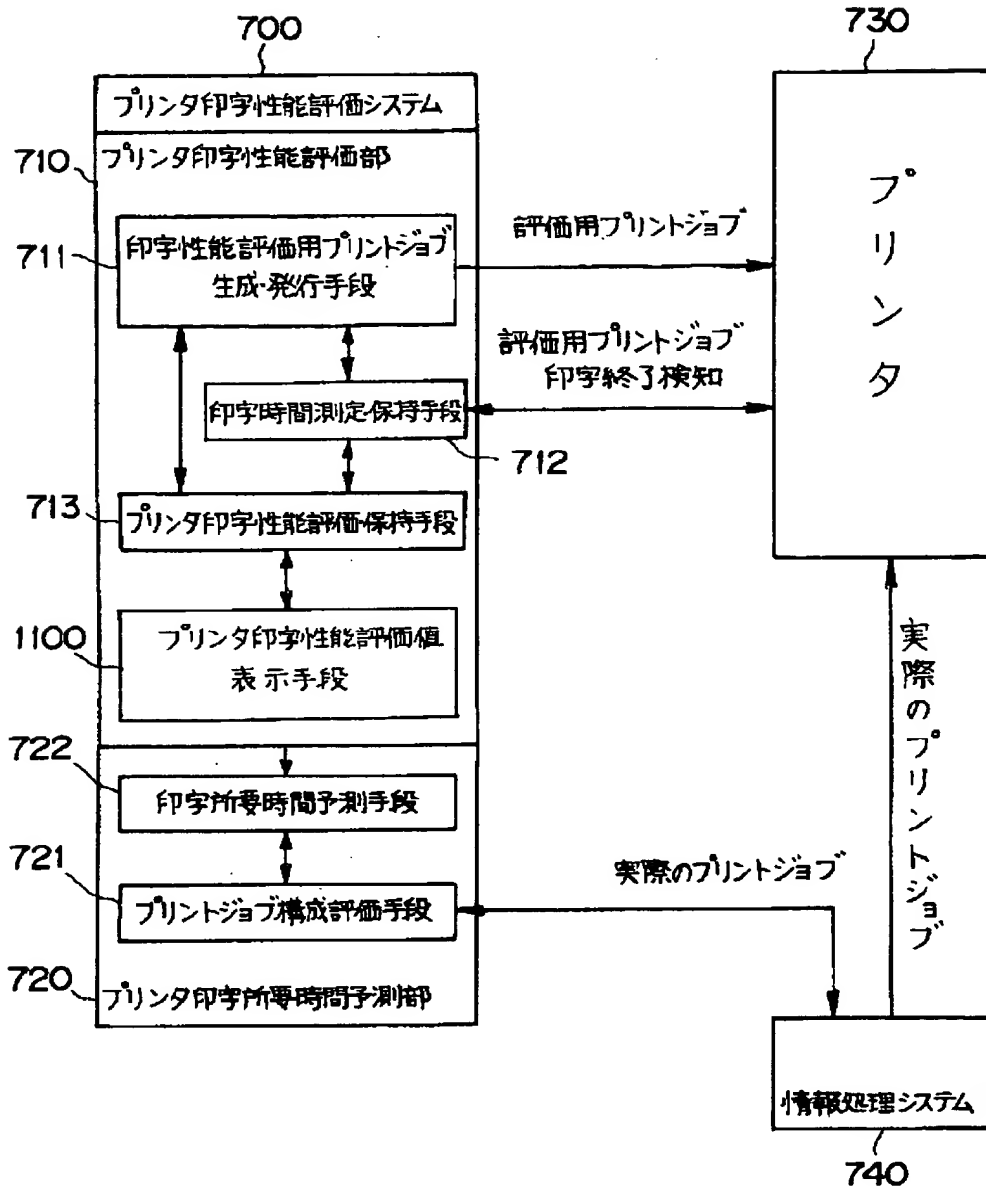 700
730
プリンタ印字性能評価システム
710
プリンタ印字性能評価部
プリンタ
711
印字性能評価用プリントジョブ
生成・発行手段
評価用プリントジョブ
評価用プリントジョブ
印字終了検知
印字時間測定・保持手段
712
713
プリンタ印字性能評価・保持手段
1100
プリンタ印字性能評価値
表示手段
実際のプリントジョブ
722
印字所要時間予測手段
721
プリントジョブ構成評価手段
実際のプリントジョブ
720
プリンタ印字所要時間予測部
情報処理システム
740